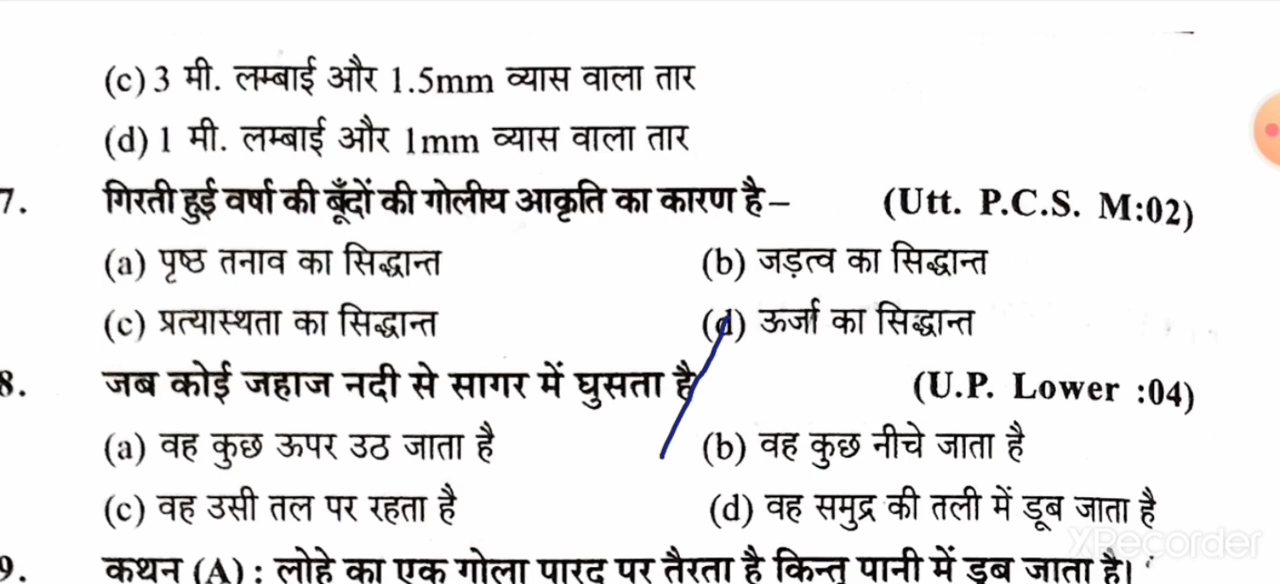 (c) 3 मी. लम्बाई और 1.5mm व्यास वाला तार
(d) 1 मी. लम्बाई और 1mm व्यास वाला तार
7. गिरती हुई वर्षा की बूँदों की गोलीय आकृति का कारण है– (Utt. P.C.S. M:02)
(a) पृष्ठ तनाव का सिद्धान्त (b) जड़त्व का सिद्धान्त
(c) प्रत्यास्थता का सिद्धान्त (d) ऊर्जा का सिद्धान्त
8. जब कोई जहाज नदी से सागर में घुसता है (U.P. Lower :04)
(a) वह कुछ ऊपर उठ जाता है (b) वह कुछ नीचे जाता है
(c) वह उसी तल पर रहता है (d) वह समुद्र की तली में डूब जाता है
9. कथन (A) : लोहे का एक गोला पारद पर तैरता है किन्तु पानी में डूब जाता है।
XRecorder